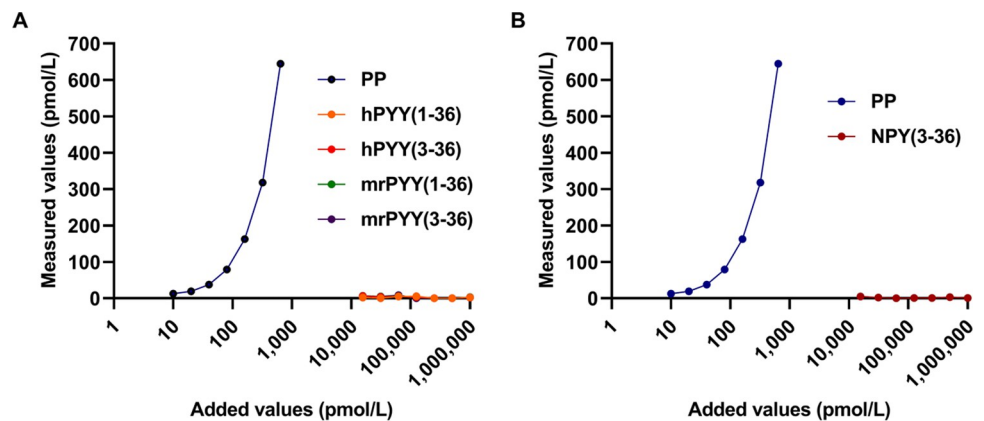 A
Measured values (pmol/L)
700
600
500
400
300
200
100
0
1
10
100
1,000
10,000
100,000
1,000,000
Added values (pmol/L)
PP
hPYY(1-36)
hPYY(3-36)
mrPYY(1-36)
mrPYY(3-36)
B
Measured values (pmol/L)
700
600
500
400
300
200
100
0
1
10
100
1,000
10,000
100,000
1,000,000
Added values (pmol/L)
PP
NPY(3-36)